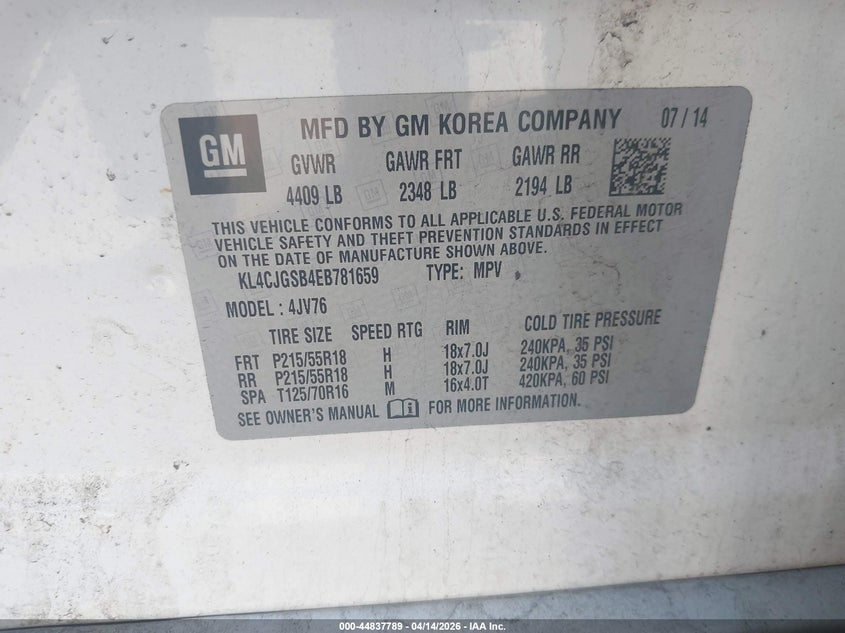 GM
MFD BY GM KOREA COMPANY 07 / 14
GVWR GAWR FRT GAWR RR
4409 LB 2348 LB 2194 LB
THIS VEHICLE CONFORMS TO ALL APPLICABLE U.S. FEDERAL MOTOR
VEHICLE SAFETY AND THEFT PREVENTION STANDARDS IN EFFECT
ON THE DATE OF MANUFACTURE SHOWN ABOVE.
KL4CJGSB4EB781659 TYPE: MPV
MODEL : 4JV76
TIRE SIZE SPEED RTG RIM COLD TIRE PRESSURE
FRT P215/55R18 H 18x7.0J 240KPA, 35 PSI
RR P215/55R18 H 18x7.0J 240KPA, 35 PSI
SPA T125/70R16 M 16x4.0T 420KPA, 60 PSI
SEE OWNER'S MANUAL FOR MORE INFORMATION.
000-44837789 - 04/14/2026 - IAA Inc.